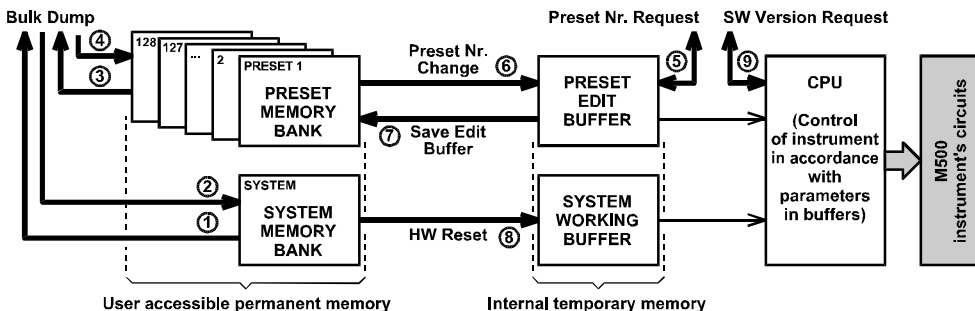 Bulk Dump
Preset Nr. Request
SW Version Request
④
③
128
127
...
2
PRESET 1
PRESET
MEMORY
BANK
Preset Nr.
Change
⑥
⑦
Save Edit
Buffer
PRESET
EDIT
BUFFER
⑤
⑨
CPU
(Control
of instrument
in accordance
with
parameters
in buffers)
M500
instrument's circuits
②
①
SYSTEM
SYSTEM
MEMORY
BANK
HW Reset
⑧
SYSTEM
WORKING
BUFFER
User accessible permanent memory
Internal temporary memory